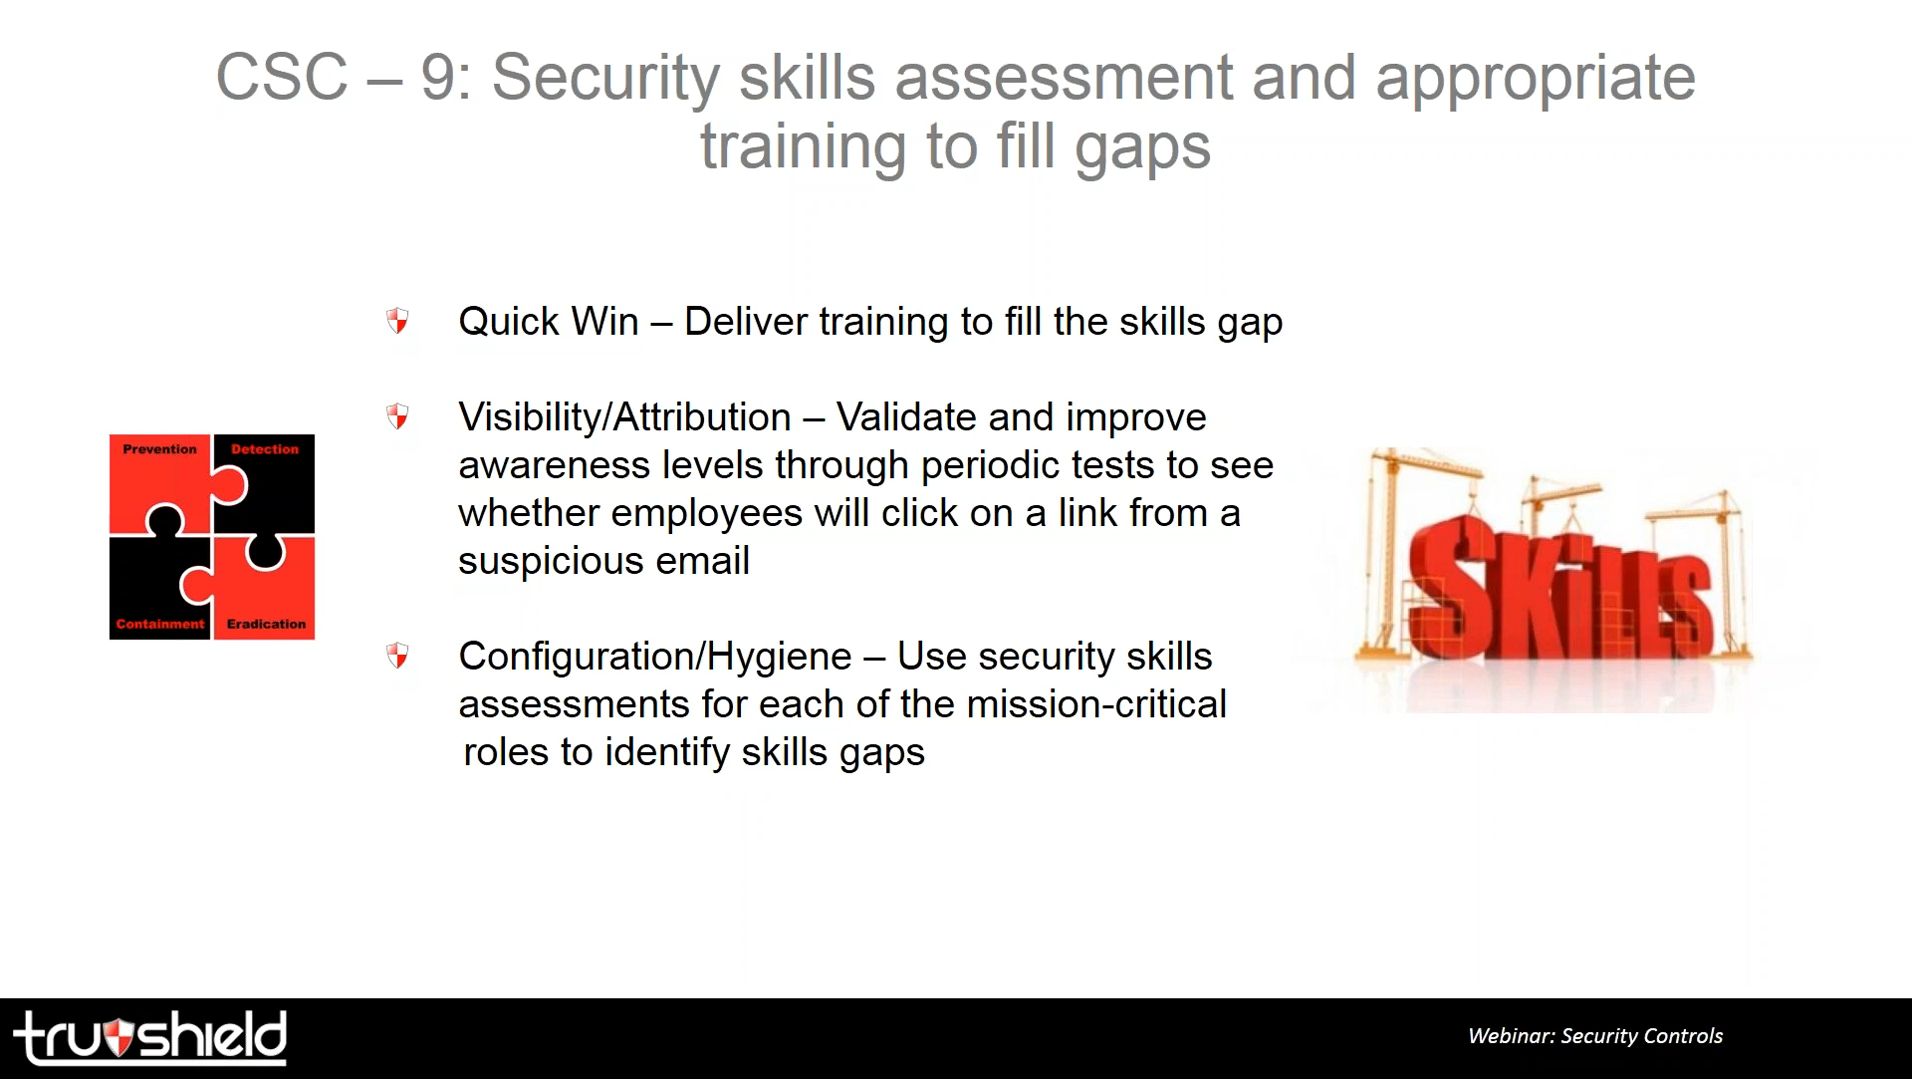 CSC – 9: Security skills assessment and appropriate
training to fill gaps
Quick Win – Deliver training to fill the skills gap
Visibility/Attribution – Validate and improve
awareness levels through periodic tests to see
whether employees will click on a link from a
suspicious email
Configuration/Hygiene – Use security skills
assessments for each of the mission-critical
roles to identify skills gaps
Prevention
Detection
Containment
Eradication
Skills
trushield
Webinar: Security Controls